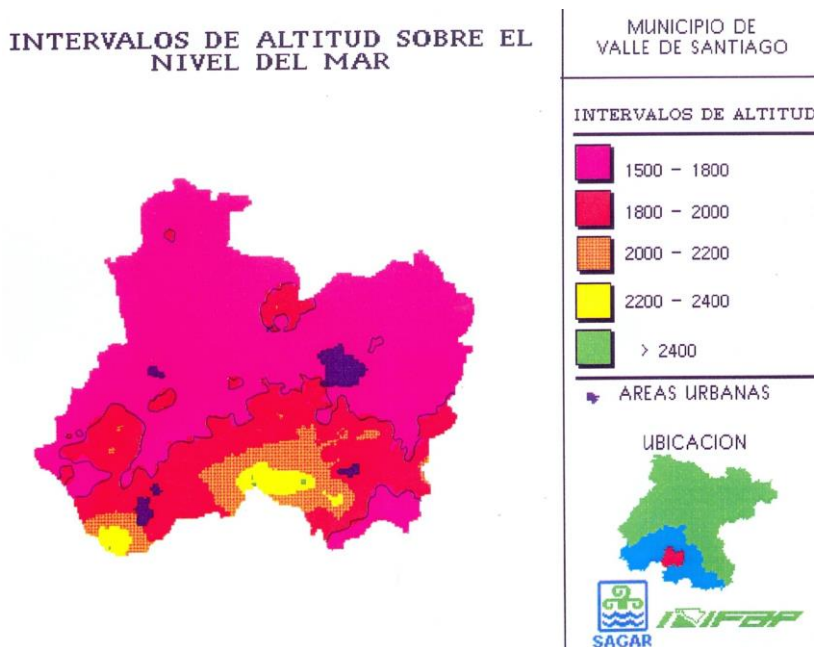 INTERVALOS DE ALTITUD SOBRE EL
NIVEL DEL MAR
MUNICIPIO DE
VALLE DE SANTIAGO
INTERVALOS DE ALTITUD
1500 - 1800
1800 - 2000
2000 - 2200
2200 - 2400
> 2400
AREAS URBANAS
UBICACION
SAGAR
INIFAP